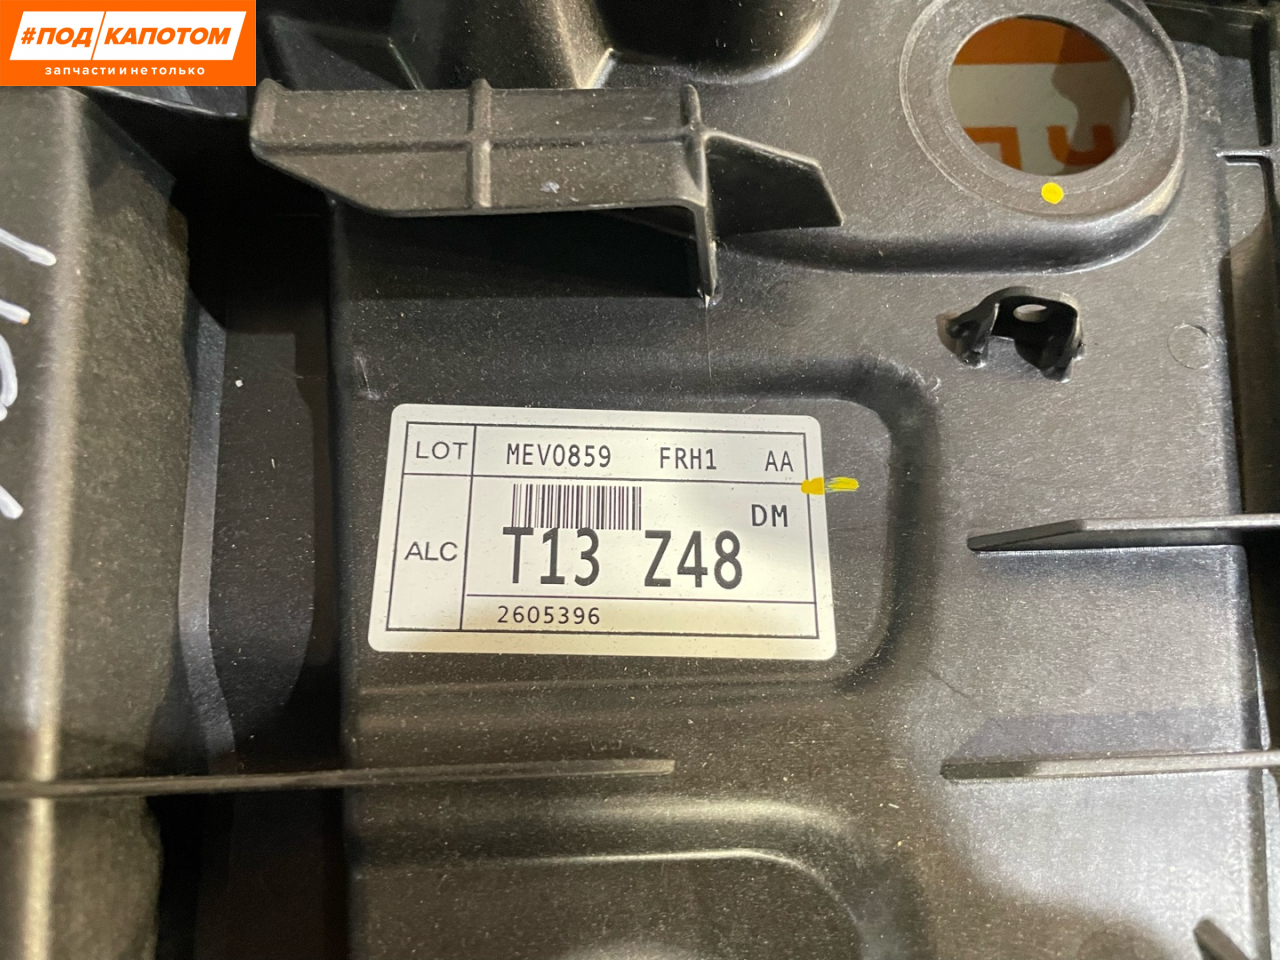 #ПОД КАПОТОМ
запчасти и не только
LOT MEV0859 FRH1 AA
DM
ALC T13 Z48
2605396